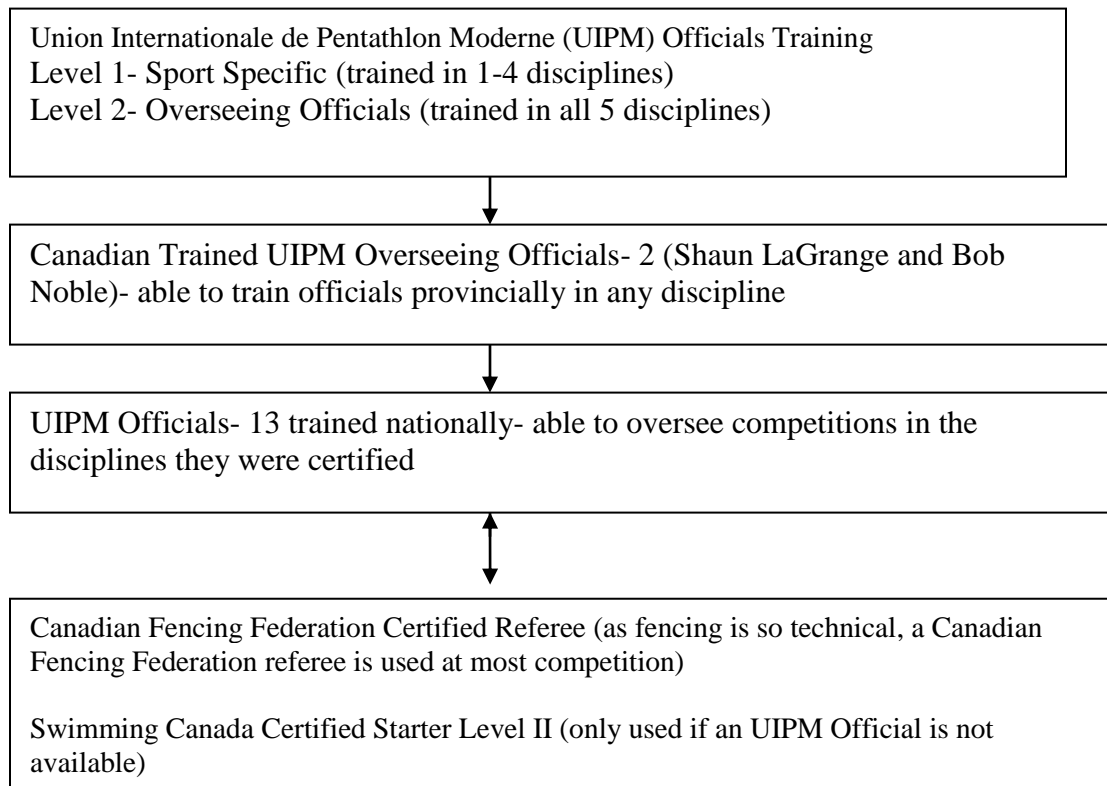 Union Internationale de Pentathlon Moderne (UIPM) Officials Training
Level 1- Sport Specific (trained in 1-4 disciplines)
Level 2- Overseeing Officials (trained in all 5 disciplines)
Canadian Trained UIPM Overseeing Officials- 2 (Shaun LaGrange and Bob
Noble)- able to train officials provincially in any discipline
UIPM Officials- 13 trained nationally- able to oversee competitions in the
disciplines they were certified
Canadian Fencing Federation Certified Referee (as fencing is so technical, a Canadian
Fencing Federation referee is used at most competition)
Swimming Canada Certified Starter Level II (only used if an UIPM Official is not
available)